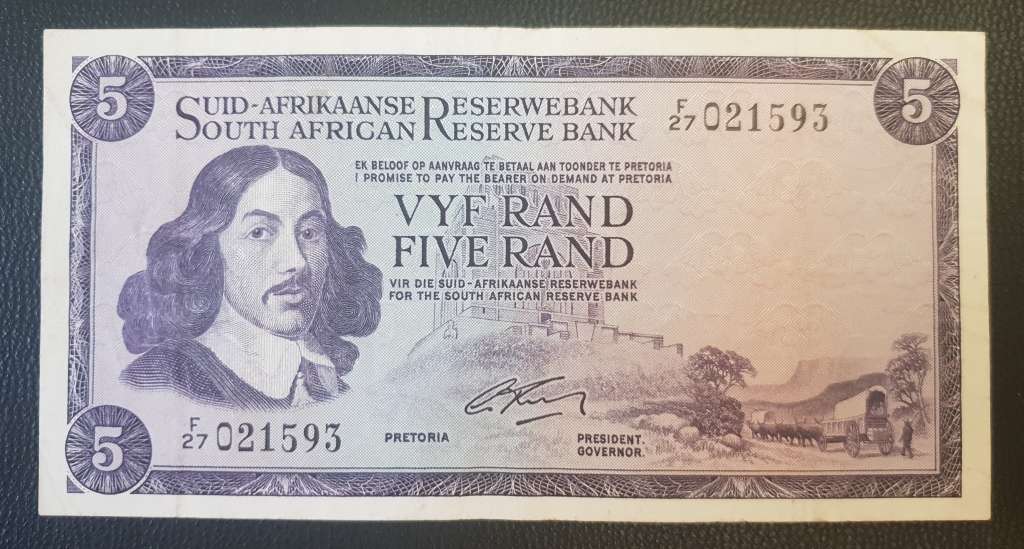 5
5
SUID-AFRIKAANSE RESERWEBANK
SOUTH AFRICAN RESERVE BANK
F/27 021593
EK BELOOF OP AANVRAAG TE BETAAL AAN TOONDER TE PRETORIA
I PROMISE TO PAY THE BEARER ON DEMAND AT PRETORIA
VYF RAND
FIVE RAND
VIR DIE SUID-AFRIKAANSE RESERWEBANK
FOR THE SOUTH AFRICAN RESERVE BANK
5
F/27 021593
PRETORIA
PRESIDENT.
GOVERNOR.